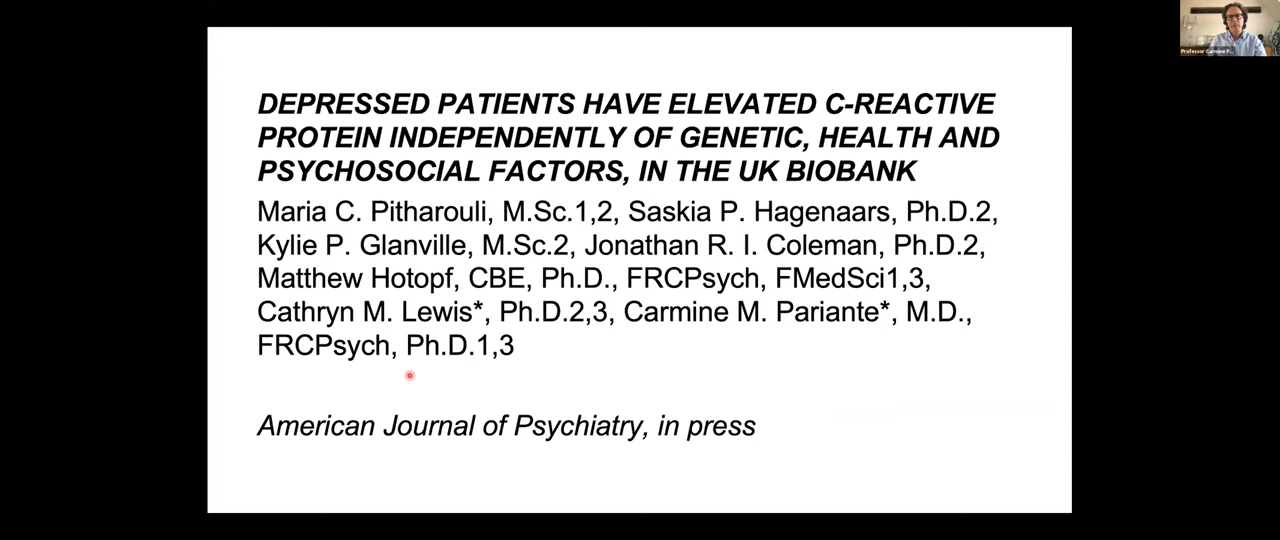 DEPRESSED PATIENTS HAVE ELEVATED C-REACTIVE
PROTEIN INDEPENDENTLY OF GENETIC, HEALTH AND
PSYCHOSOCIAL FACTORS, IN THE UK BIOBANK
Maria C. Pitharouli, M.Sc.1,2, Saskia P. Hagenaars, Ph.D.2,
Kylie P. Glanville, M.Sc.2, Jonathan R. I. Coleman, Ph.D.2,
Matthew Hotopf, CBE, Ph.D., FRCPsych, FMedSci1,3,
Cathryn M. Lewis*, Ph.D.2,3, Carmine M. Pariante*, M.D.,
FRCPsych, Ph.D.1,3
American Journal of Psychiatry, in press
Professor Carmine P...